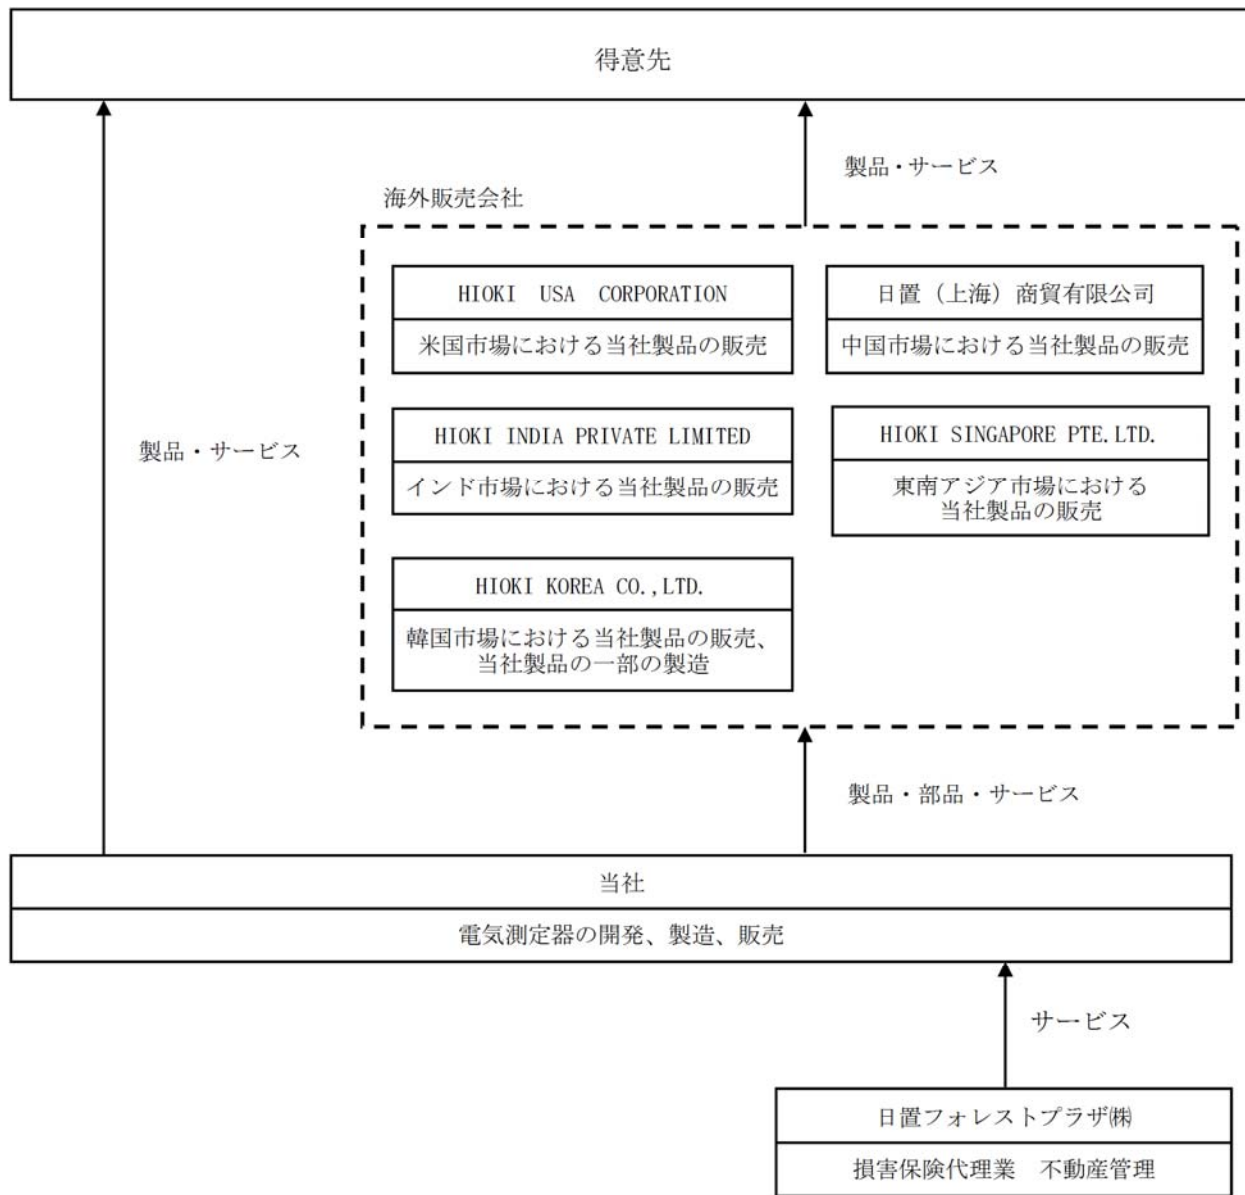 得意先
製品・サービス
海外販売会社
HIOKI USA CORPORATION
米国市場における当社製品の販売
日置（上海）商貿有限公司
中国市場における当社製品の販売
製品・サービス
HIOKI INDIA PRIVATE LIMITED
インド市場における当社製品の販売
HIOKI SINGAPORE PTE.LTD.
東南アジア市場における
当社製品の販売
HIOKI KOREA CO.,LTD.
韓国市場における当社製品の販売、
当社製品の一部の製造
製品・部品・サービス
当社
電気測定器の開発、製造、販売
サービス
日置フォレストプラザ㈱
損害保険代理業　不動産管理